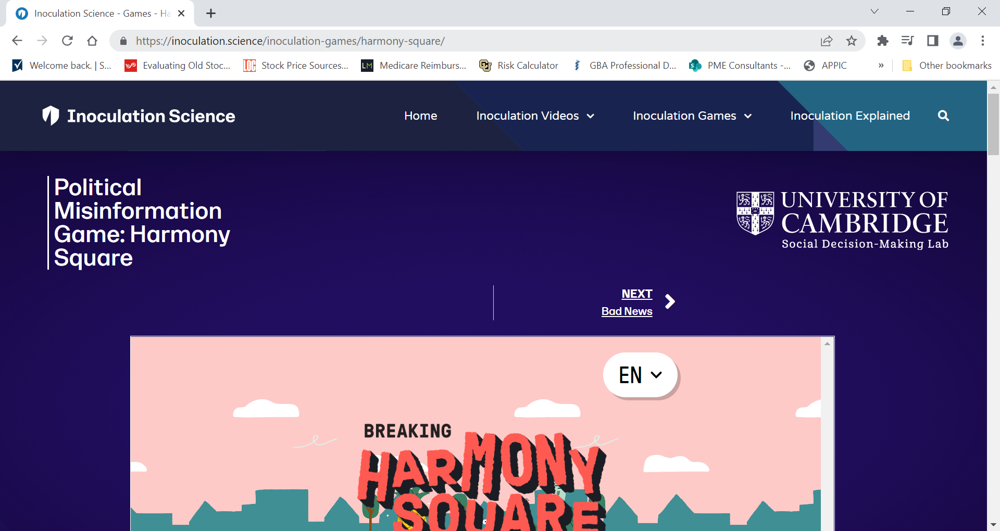 Inoculation Science - Games - Ha
https://inoculation.science/inoculation-games/harmony-square/
Welcome back. | S...
Evaluating Old Stoc...
LOC
Stock Price Sources...
LM
Medicare Reimburs...
Risk Calculator
GBA Professional D...
PME Consultants -...
APPIC
»
Other bookmarks
Inoculation Science
Home
Inoculation Videos
Inoculation Games
Inoculation Explained
Political
Misinformation
Game: Harmony
Square
UNIVERSITY OF
CAMBRIDGE
Social Decision-Making Lab
NEXT
Bad News
EN
BREAKING
HARMONY
SQUARE